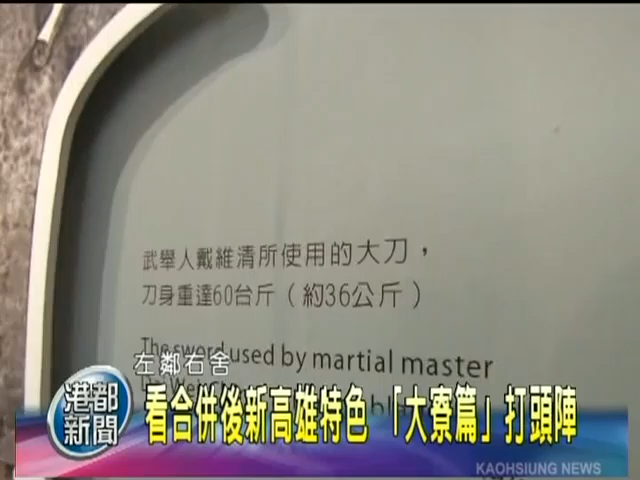 武舉人戴維清所使用的大刀，
刀身重達60台斤（約36公斤）
The sword used by martial master
左鄰右舍
港都
新聞
看合併後新高雄特色「大寮篇」打頭陣
KAOHSIUNG NEWS